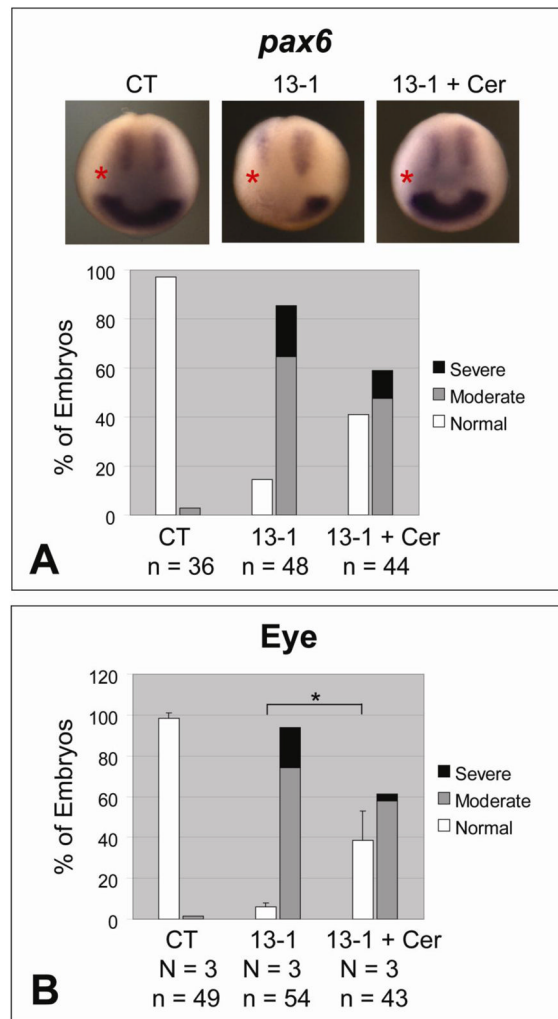 pax6
CT 13-1 13-1 + Cer
* * *
100
80
60
40
20
0
% of Embryos
Severe
Moderate
Normal
CT 13-1 13-1 + Cer
n = 36 n = 48 n = 44
A
Eye
120
100
80
60
40
20
0
% of Embryos
*
Severe
Moderate
Normal
CT 13-1 13-1 + Cer
N = 3 N = 3 N = 3
n = 49 n = 54 n = 43
B